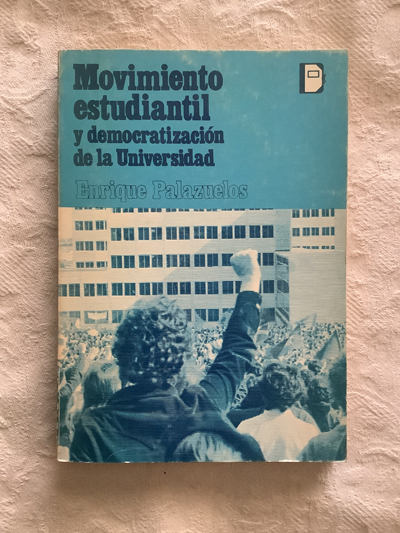 Movimiento
estudiantil
y democratización
de la Universidad
Enrique Palazuelos